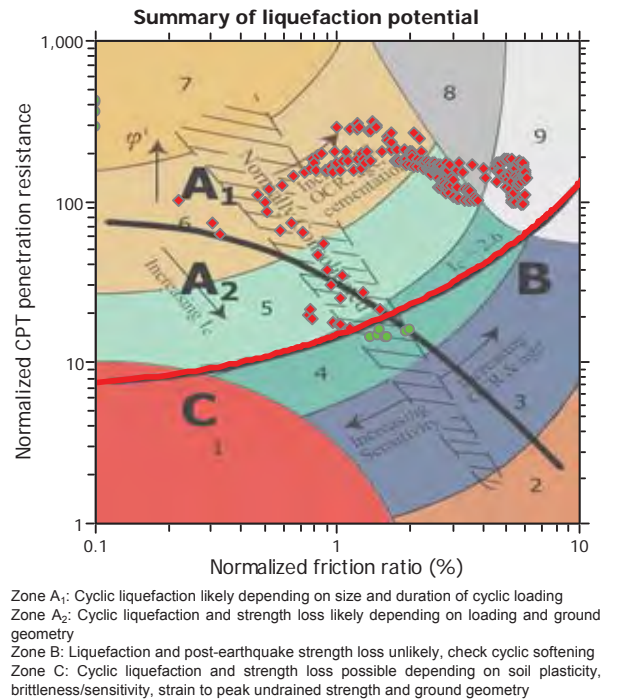 Summary of liquefaction potential
1,000
100
10
1
Normalized CPT penetration resistance
7
8
9
φ'
A1
6
A2
5
B
4
C
1
3
2
Increasing Ic
Ic = 2.6
Normally Consolidated
Increasing
OCR, age
cementation
Increasing
OCR & age
Increasing
Sensitivity
0.1
1
10
Normalized friction ratio (%)
Zone A1: Cyclic liquefaction likely depending on size and duration of cyclic loading
Zone A2: Cyclic liquefaction and strength loss likely depending on loading and ground
geometry
Zone B: Liquefaction and post-earthquake strength loss unlikely, check cyclic softening
Zone C: Cyclic liquefaction and strength loss possible depending on soil plasticity,
brittleness/sensitivity, strain to peak undrained strength and ground geometry